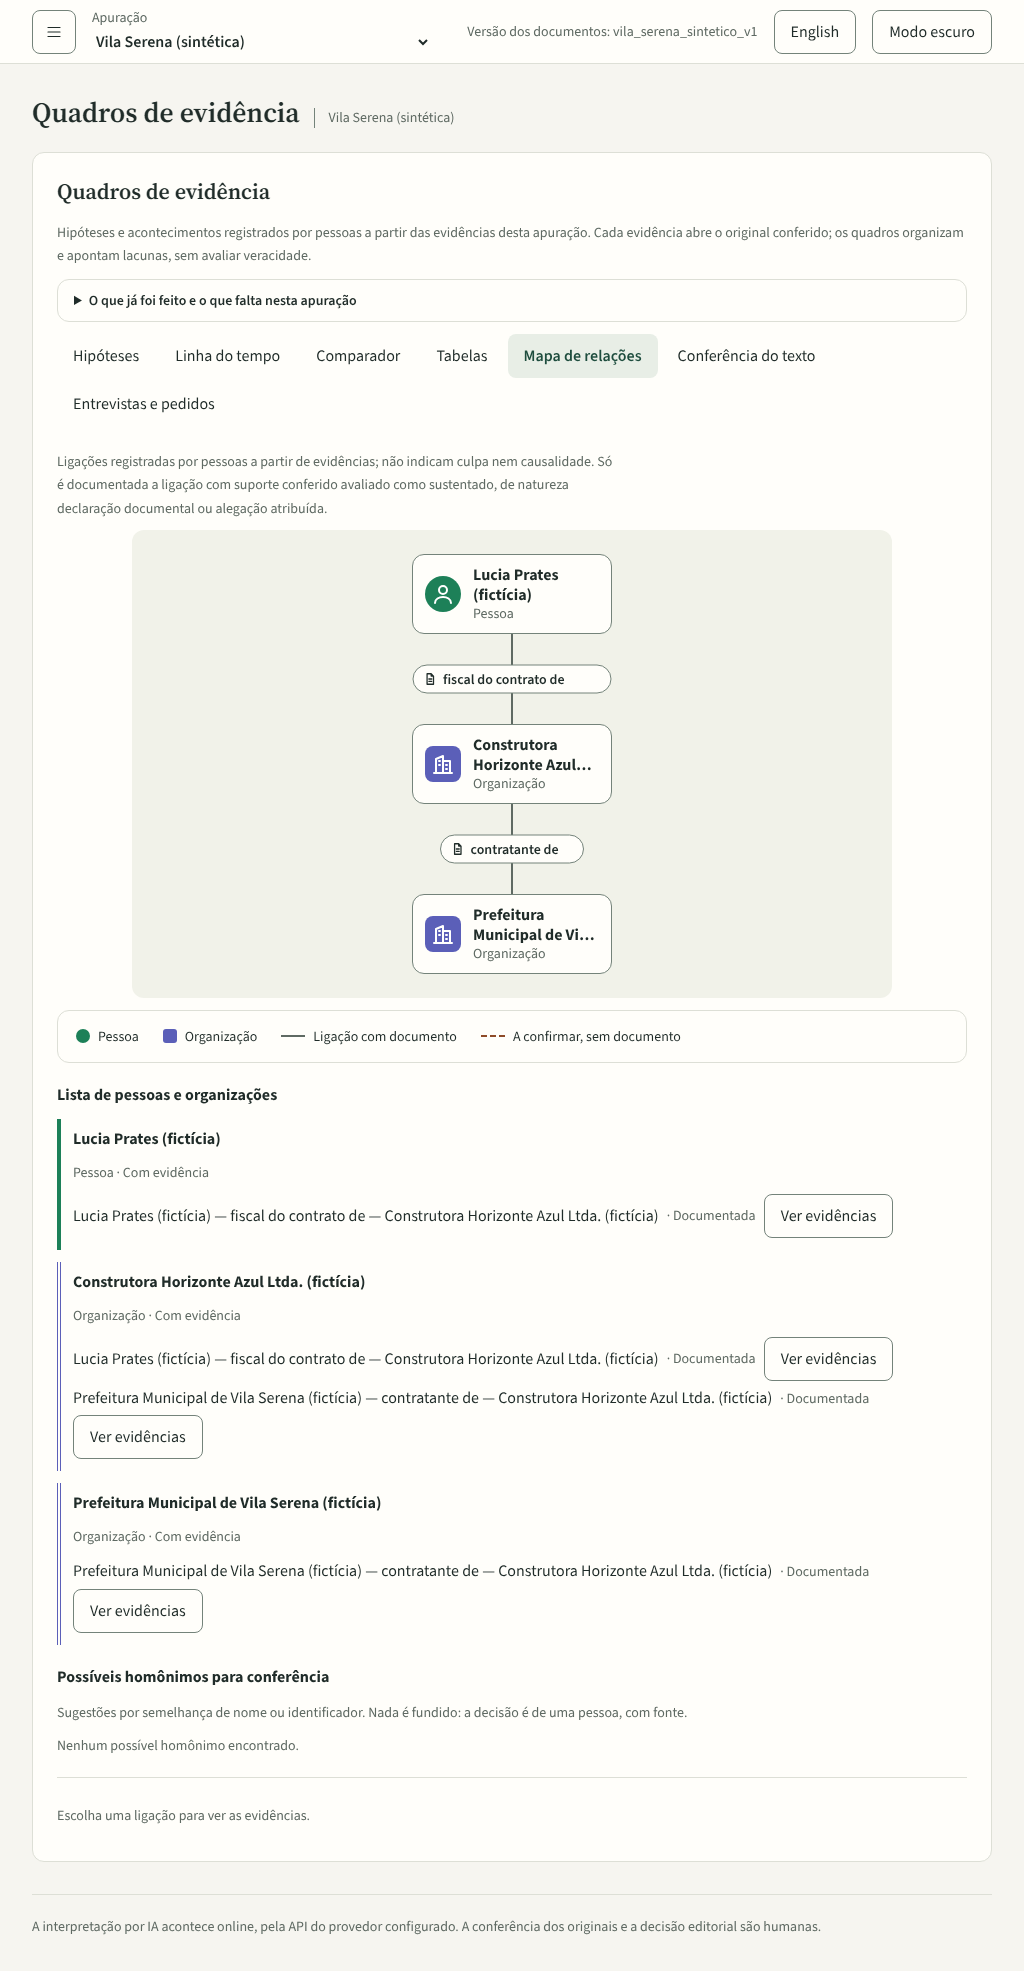 Apuração
Vila Serena (sintética)
Versão dos documentos: vila_serena_sintetico_v1
English
Modo escuro
Quadros de evidência
Vila Serena (sintética)
Quadros de evidência
Hipóteses e acontecimentos registrados por pessoas a partir das evidências desta apuração. Cada evidência abre o original conferido; os quadros organizam
e apontam lacunas, sem avaliar veracidade.
O que já foi feito e o que falta nesta apuração
Hipóteses
Linha do tempo
Comparador
Tabelas
Mapa de relações
Conferência do texto
Entrevistas e pedidos
Ligações registradas por pessoas a partir de evidências; não indicam culpa nem causalidade. Só
é documentada a ligação com suporte conferido avaliado como sustentado, de natureza
declaração documental ou alegação atribuída.
Lucia Prates
(fictícia)
Pessoa
fiscal do contrato de
Construtora
Horizonte Azul…
Organização
contratante de
Prefeitura
Municipal de Vi…
Organização
Pessoa
Organização
Ligação com documento
A confirmar, sem documento
Lista de pessoas e organizações
Lucia Prates (fictícia)
Pessoa · Com evidência
Lucia Prates (fictícia) — fiscal do contrato de — Construtora Horizonte Azul Ltda. (fictícia) · Documentada
Ver evidências
Construtora Horizonte Azul Ltda. (fictícia)
Organização · Com evidência
Lucia Prates (fictícia) — fiscal do contrato de — Construtora Horizonte Azul Ltda. (fictícia) · Documentada
Ver evidências
Prefeitura Municipal de Vila Serena (fictícia) — contratante de — Construtora Horizonte Azul Ltda. (fictícia) · Documentada
Ver evidências
Prefeitura Municipal de Vila Serena (fictícia)
Organização · Com evidência
Prefeitura Municipal de Vila Serena (fictícia) — contratante de — Construtora Horizonte Azul Ltda. (fictícia) · Documentada
Ver evidências
Possíveis homônimos para conferência
Sugestões por semelhança de nome ou identificador. Nada é fundido: a decisão é de uma pessoa, com fonte.
Nenhum possível homônimo encontrado.
Escolha uma ligação para ver as evidências.
A interpretação por IA acontece online, pela API do provedor configurado. A conferência dos originais e a decisão editorial são humanas.